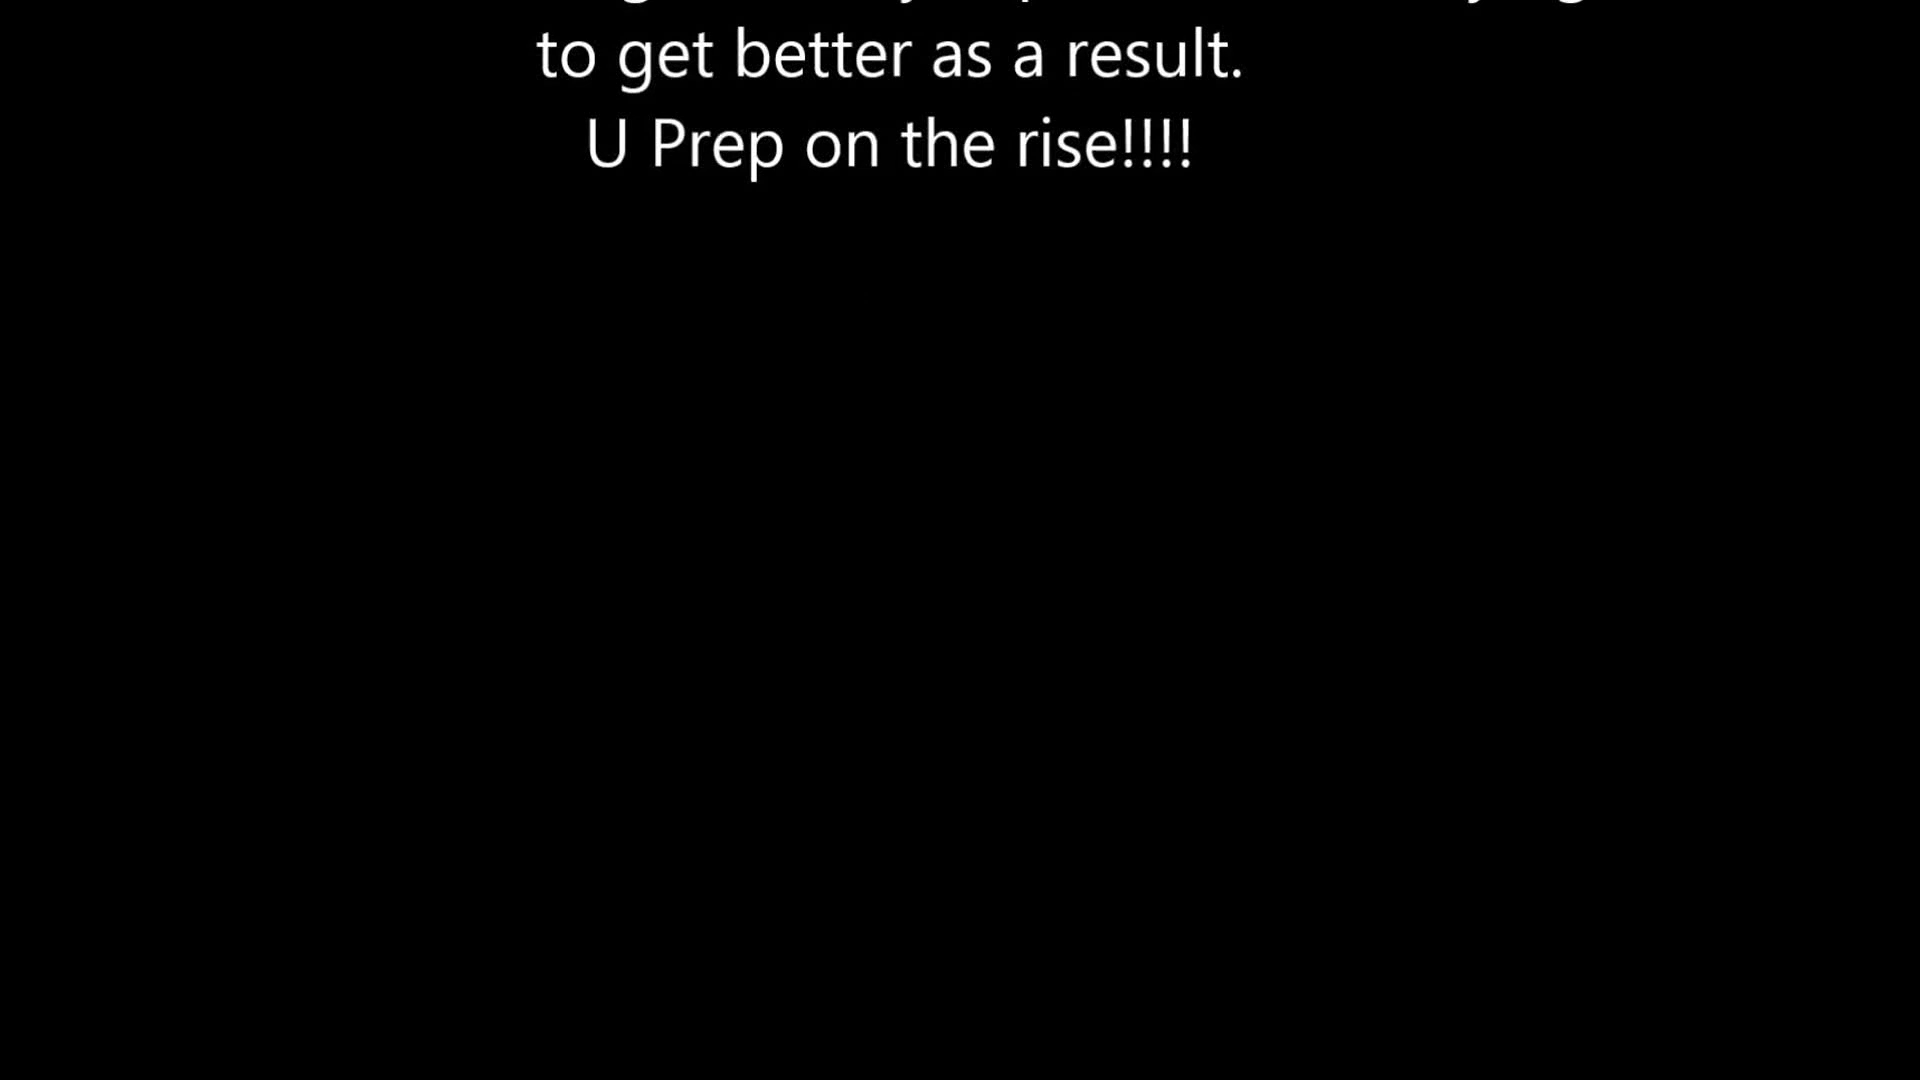 to get better as a result.
U Prep on the rise!!!!